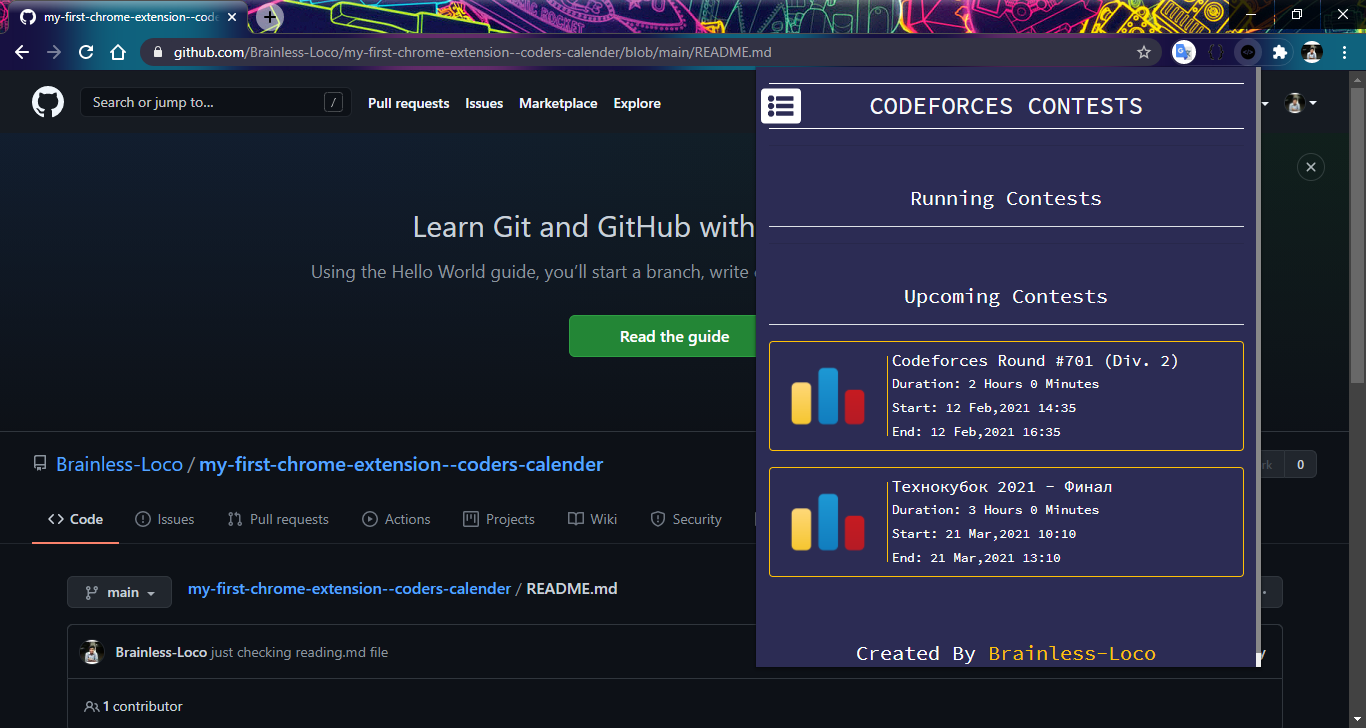 my-first-chrome-extension--code
github.com/Brainless-Loco/my-first-chrome-extension--coders-calender/blob/main/README.md
Search or jump to...
/
Pull requests
Issues
Marketplace
Explore
Learn Git and GitHub with
Using the Hello World guide, you'll start a branch, write
Read the guide
Brainless-Loco / my-first-chrome-extension--coders-calender
0
Code
Issues
Pull requests
Actions
Projects
Wiki
Security
main
my-first-chrome-extension--coders-calender / README.md
Brainless-Loco just checking reading.md file
1 contributor
CODEFORCES CONTESTS
Running Contests
Upcoming Contests
Codeforces Round #701 (Div. 2)
Duration: 2 Hours 0 Minutes
Start: 12 Feb,2021 14:35
End: 12 Feb,2021 16:35
Технокубок 2021 - Финал
Duration: 3 Hours 0 Minutes
Start: 21 Mar,2021 10:10
End: 21 Mar,2021 13:10
Created By Brainless-Loco